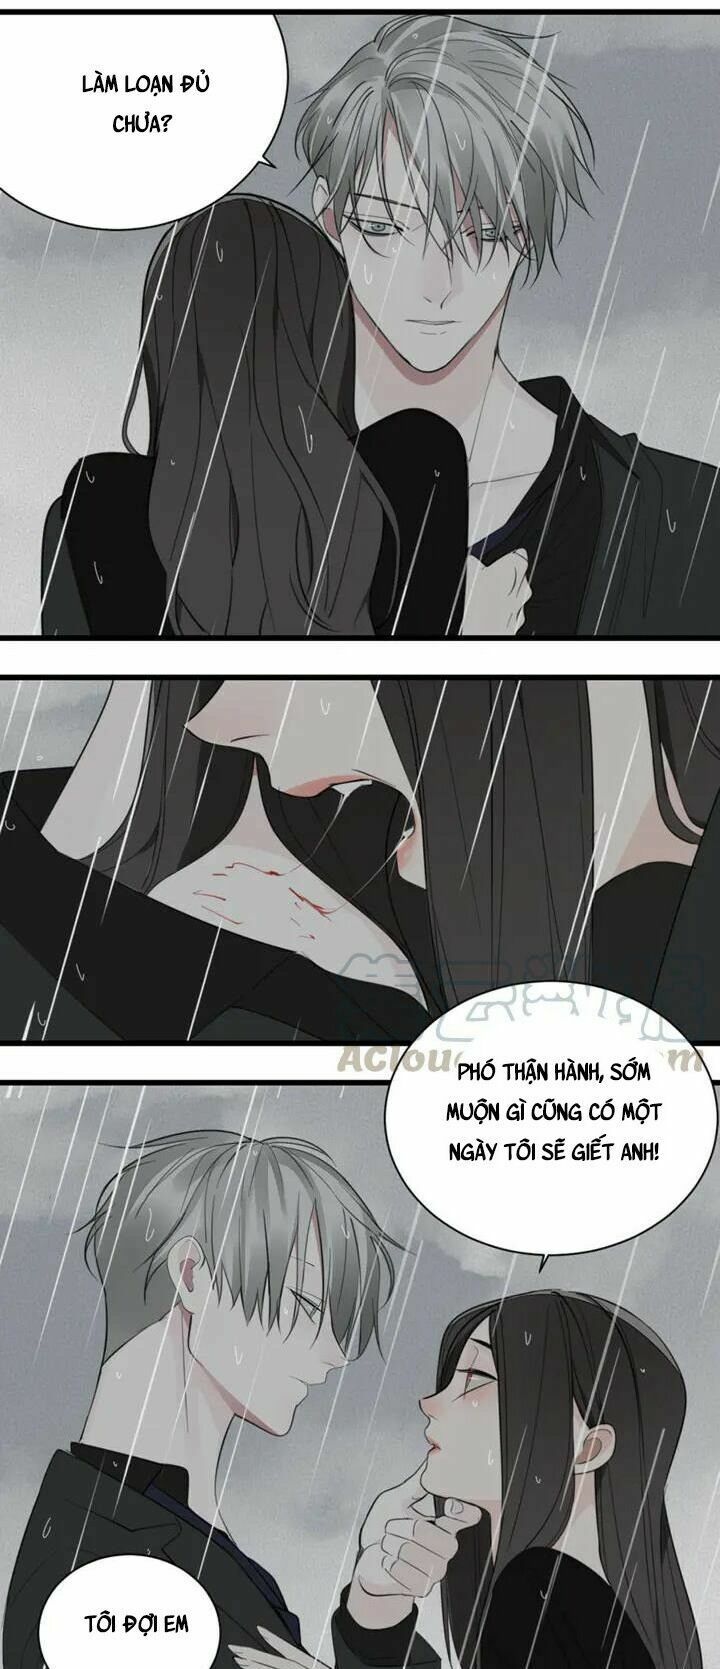 LÀM LOẠN ĐỦ
CHƯA?
PHÓ THẬN HÀNH, SỚM
MUỘN GÌ CŨNG CÓ MỘT
NGÀY TÔI SẼ GIẾT ANH!
TÔI ĐỢI EM